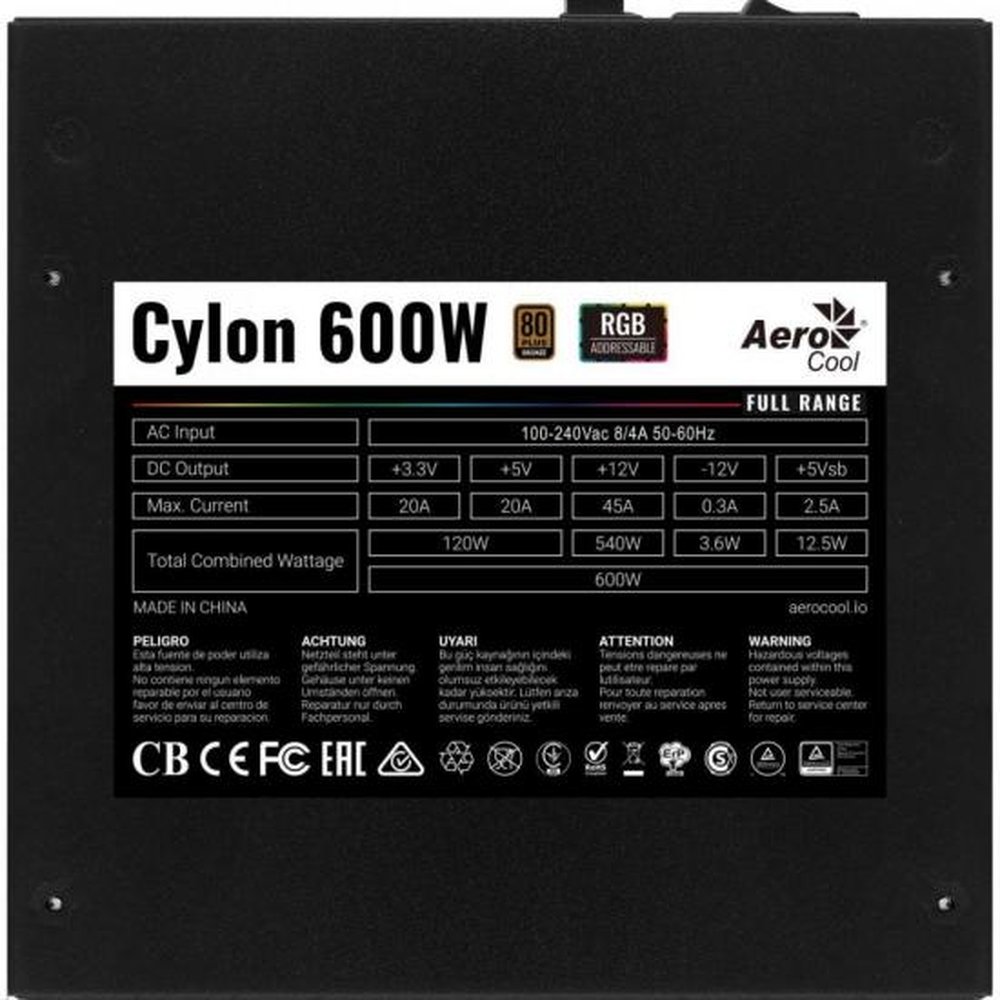 Cylon 600W 80 PLUS BRONZE RGB ADDRESSABLE AeroCool
FULL RANGE
AC Input 100-240Vac 8/4A 50-60Hz
DC Output +3.3V +5V +12V -12V +5Vsb
Max. Current 20A 20A 45A 0.3A 2.5A
Total Combined Wattage 120W 540W 3.6W 12.5W
600W
MADE IN CHINA aerocool.io
PELIGRO
Esta fuente de poder utiliza
alta tension.
No contiene ningun elemento
reparable por el usuario
favor de enviar al centro de
servicio para su reparacion.
ACHTUNG
Netzteil steht unter
gefährlicher Spannung.
Gehäuse unter keinen
Umständen öffnen.
Reparatur nur durch
Fachpersonal.
UYARI
Bu güç kaynağının içindeki
gerilim insan sağlığını
olumsuz etkileyebilecek
kadar yüksektir. Lütfen arıza
durumunda ürünü yetkili
servise gönderiniz.
ATTENTION
Tensions dangereuses ne
peut etre repare par
lutilisateur.
Pour toute reparation
renvoyer au service apres
vente.
WARNING
Hazardous voltages
contained within this
power supply.
Not user serviceable.
Return to service center
for repair.
CB CE FC EAC RoHS ErP S